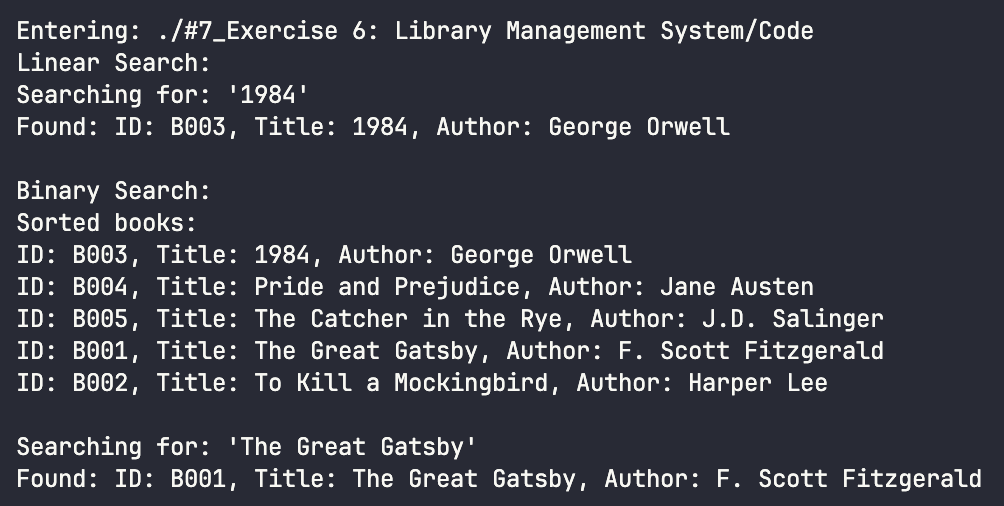 Entering: ./#7_Exercise 6: Library Management System/Code
Linear Search:
Searching for: '1984'
Found: ID: B003, Title: 1984, Author: George Orwell
Binary Search:
Sorted books:
ID: B003, Title: 1984, Author: George Orwell
ID: B004, Title: Pride and Prejudice, Author: Jane Austen
ID: B005, Title: The Catcher in the Rye, Author: J.D. Salinger
ID: B001, Title: The Great Gatsby, Author: F. Scott Fitzgerald
ID: B002, Title: To Kill a Mockingbird, Author: Harper Lee
Searching for: 'The Great Gatsby'
Found: ID: B001, Title: The Great Gatsby, Author: F. Scott Fitzgerald